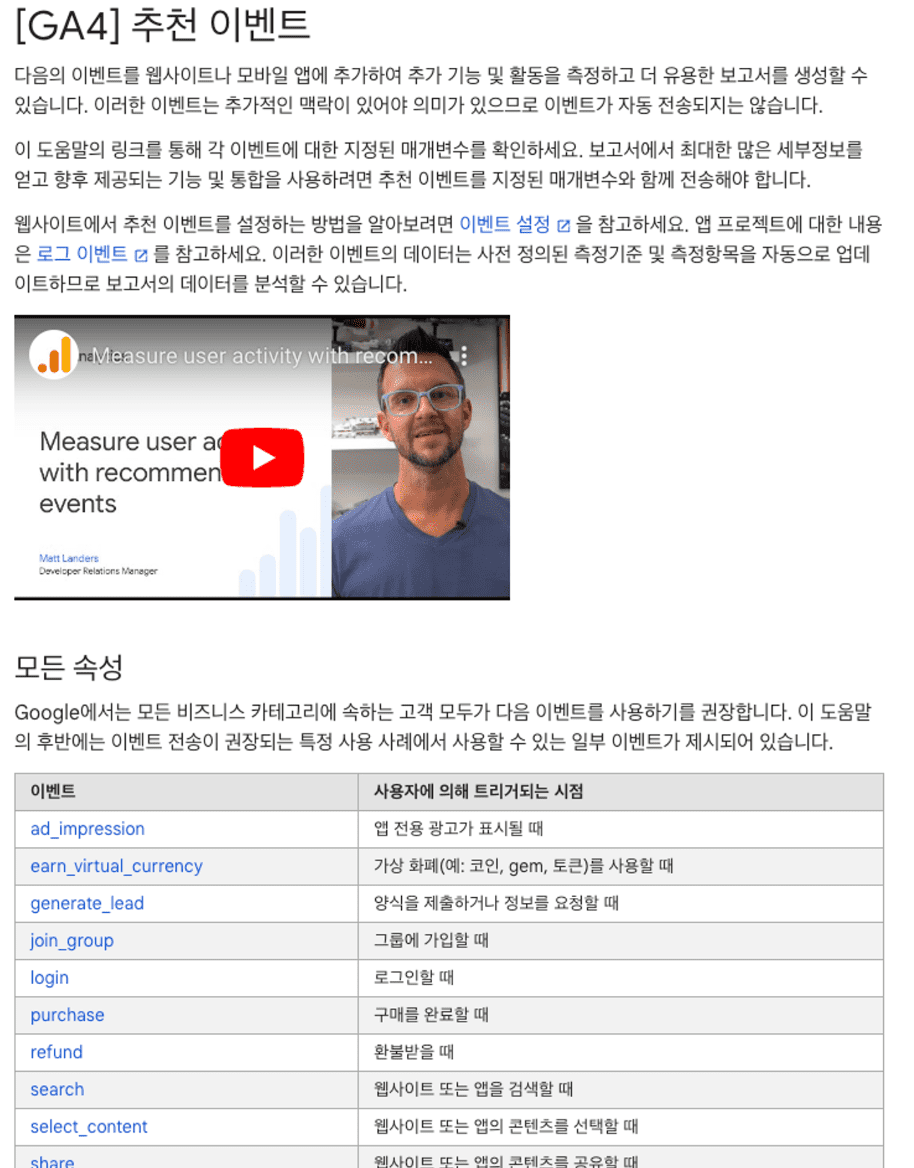 [GA4] 추천 이벤트
다음의 이벤트를 웹사이트나 모바일 앱에 추가하여 추가 기능 및 활동을 측정하고 더 유용한 보고서를 생성할 수
있습니다. 이러한 이벤트는 추가적인 맥락이 있어야 의미가 있으므로 이벤트가 자동 전송되지는 않습니다.
이 도움말의 링크를 통해 각 이벤트에 대한 지정된 매개변수를 확인하세요. 보고서에서 최대한 많은 세부정보를
얻고 향후 제공되는 기능 및 통합을 사용하려면 추천 이벤트를 지정된 매개변수와 함께 전송해야 합니다.
웹사이트에서 추천 이벤트를 설정하는 방법을 알아보려면 이벤트 설정 을 참고하세요. 앱 프로젝트에 대한 내용
은 로그 이벤트 를 참고하세요. 이러한 이벤트의 데이터는 사전 정의된 측정기준 및 측정항목을 자동으로 업데
이트하므로 보고서의 데이터를 분석할 수 있습니다.
Measure user activity with recom...
Measure user ac
with recommen
events
Matt Landers
Developer Relations Manager
모든 속성
Google에서는 모든 비즈니스 카테고리에 속하는 고객 모두가 다음 이벤트를 사용하기를 권장합니다. 이 도움말
의 후반에는 이벤트 전송이 권장되는 특정 사용 사례에서 사용할 수 있는 일부 이벤트가 제시되어 있습니다.
이벤트 사용자에 의해 트리거되는 시점
ad_impression 앱 전용 광고가 표시될 때
earn_virtual_currency 가상 화폐(예: 코인, gem, 토큰)를 사용할 때
generate_lead 양식을 제출하거나 정보를 요청할 때
join_group 그룹에 가입할 때
login 로그인할 때
purchase 구매를 완료할 때
refund 환불받을 때
search 웹사이트 또는 앱을 검색할 때
select_content 웹사이트 또는 앱의 콘텐츠를 선택할 때
share 웹사이트 또는 앱의 콘텐츠를 공유할 때